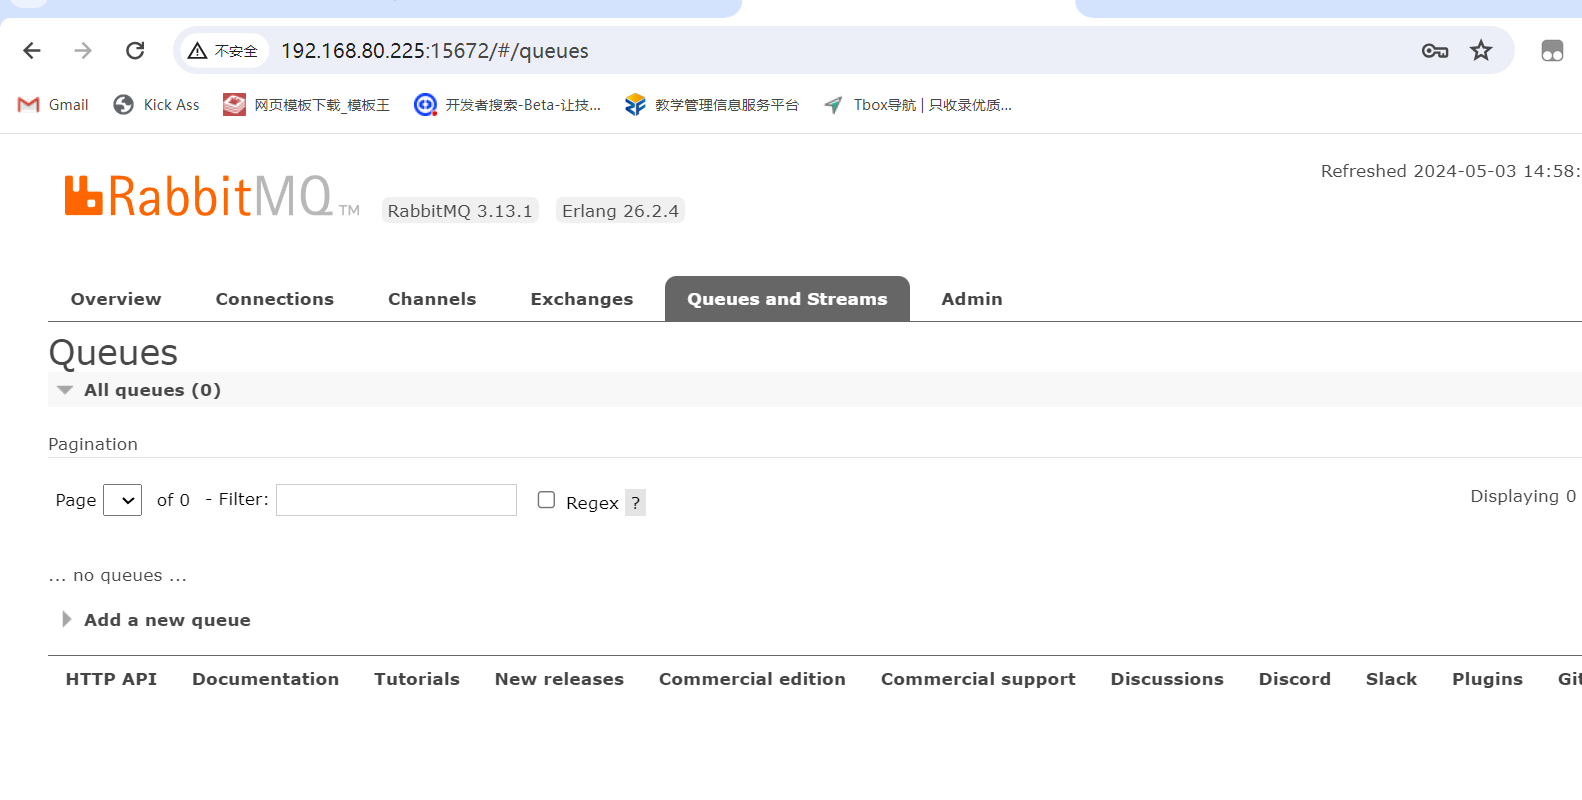 不安全 192.168.80.225:15672/#/queues
Gmail Kick Ass 网页模板下载_模板王 开发者搜索-Beta-让技... 教学管理信息服务平台 Tbox导航 | 只收录优质...
Refreshed 2024-05-03 14:58:
RabbitMQ TM RabbitMQ 3.13.1 Erlang 26.2.4
Overview Connections Channels Exchanges Queues and Streams Admin
Queues
All queues (0)
Pagination
Page of 0 - Filter: Regex ? Displaying 0
... no queues ...
Add a new queue
HTTP API Documentation Tutorials New releases Commercial edition Commercial support Discussions Discord Slack Plugins Git